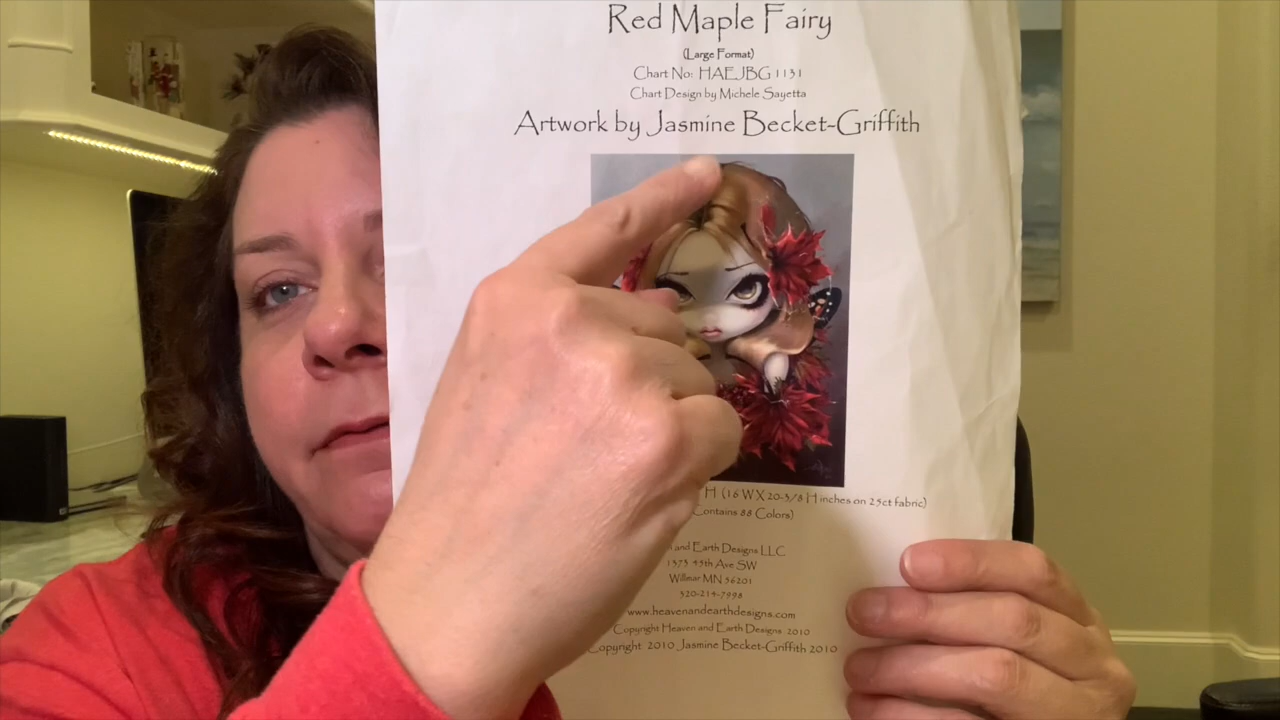 Red Maple Fairy
(Large Format)
Chart No: HAEJBG 1131
Chart Design by Michele Sayetta
Artwork by Jasmine Becket-Griffith
H (16 W X 20-3/8 H inches on 25ct fabric)
Contains 88 Colors)
and Earth Designs LLC
1373 45th Ave SW
Willmar MN 56201
320-214-7998
www.heavenandearthdesigns.com
Copyright Heaven and Earth Designs 2010
Copyright 2010 Jasmine Becket-Griffith 2010